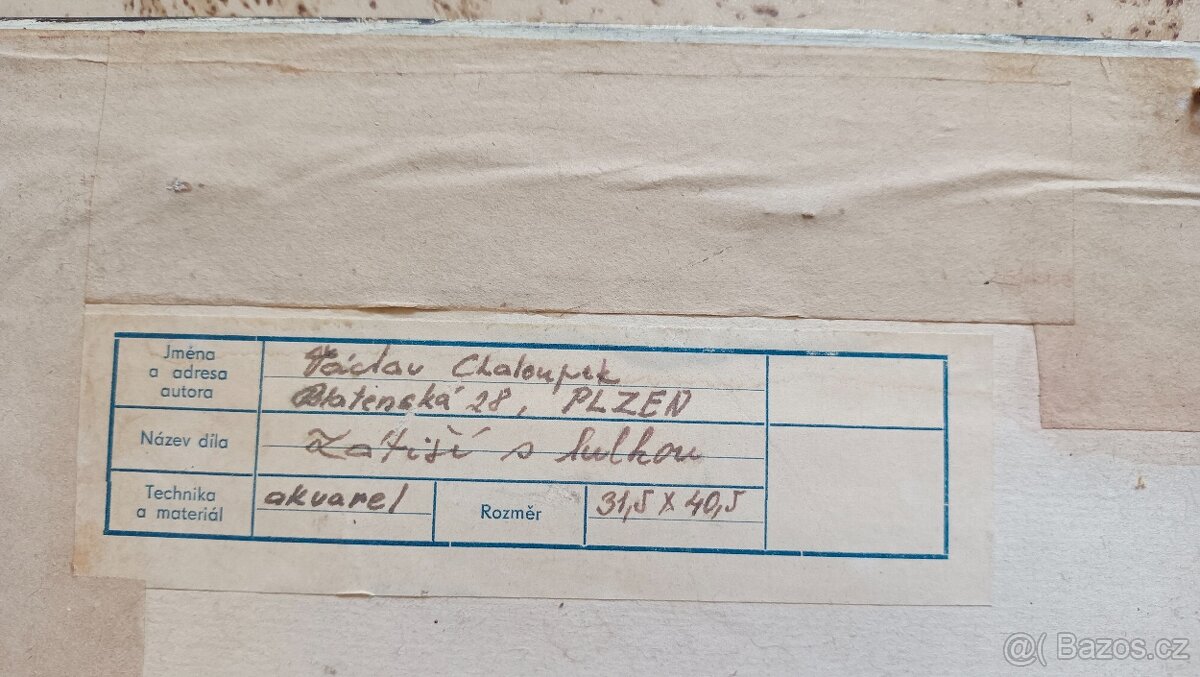 Jména
a adresa
autora
Václav Chaloupek
Blatenská 28, PLZEŇ
Název díla
Zátiší s lulkou
Technika
a materiál
akvarel
Rozměr
31,5 x 40,5
@( Bazos.cz